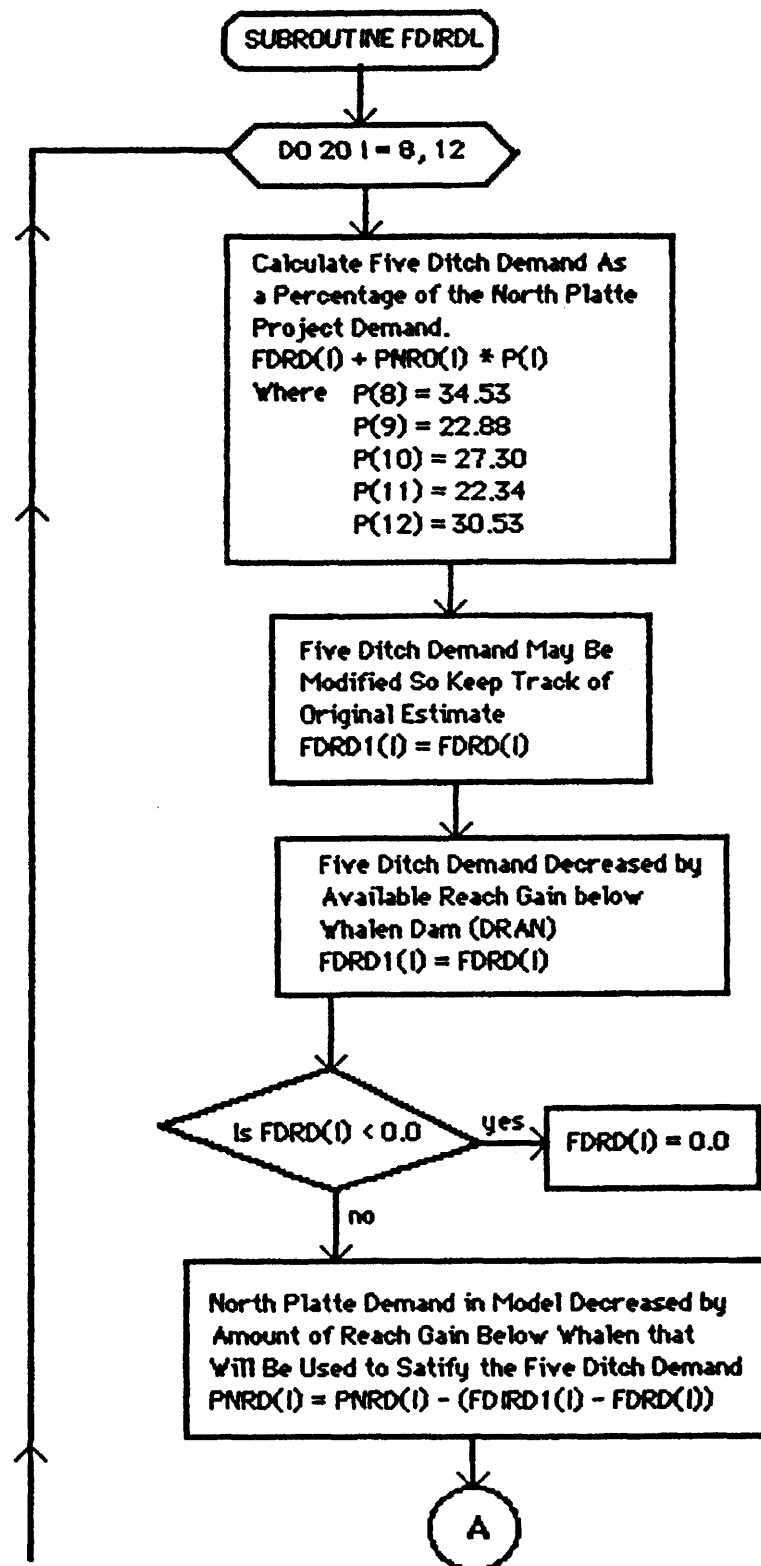 SUBROUTINE FDIRDL
DO 20 I = 8, 12
Calculate Five Ditch Demand As
a Percentage of the North Platte
Project Demand.
FDRD(I) + PNRO(I) * P(I)
Where P(8) = 34.53
P(9) = 22.88
P(10) = 27.30
P(11) = 22.34
P(12) = 30.53
Five Ditch Demand May Be
Modified So Keep Track of
Original Estimate
FDRD1(I) = FDRD(I)
Five Ditch Demand Decreased by
Available Reach Gain below
Whalen Dam (DRAN)
FDRD1(I) = FDRD(I)
Is FDRD(I) < 0.0
yes
FDRD(I) = 0.0
no
North Platte Demand in Model Decreased by
Amount of Reach Gain Below Whalen that
Will Be Used to Satify the Five Ditch Demand
PNRD(I) = PNRD(I) - (FDIRD1(I) - FDRD(I))
A